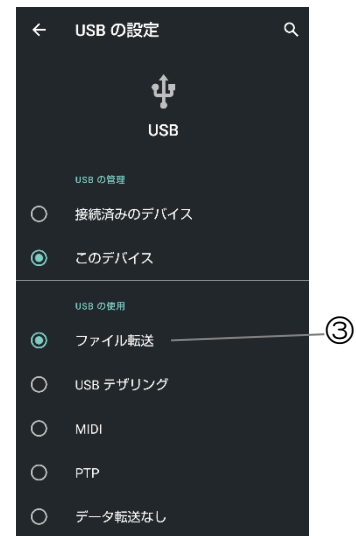 USB の設定
USB
USB の管理
接続済みのデバイス
このデバイス
USB の使用
ファイル転送
③
USB テザリング
MIDI
PTP
データ転送なし